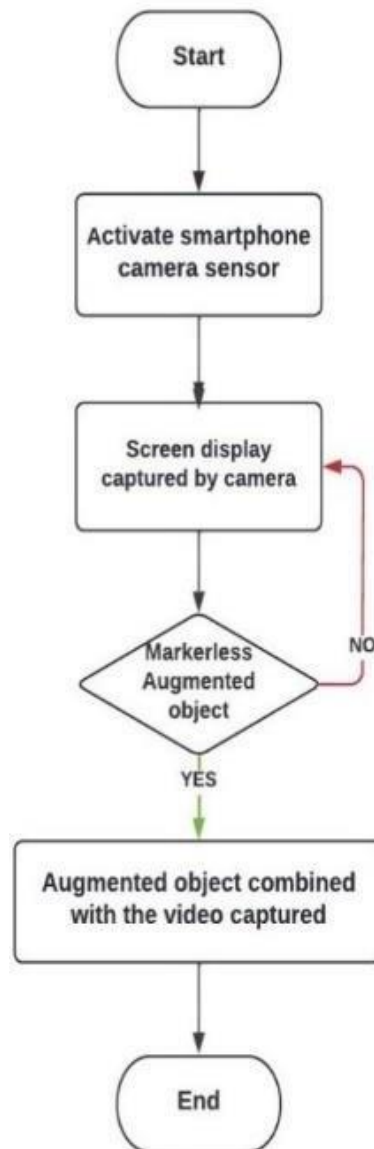 Start
Activate smartphone
camera sensor
Screen display
captured by camera
Markerless
Augmented
object
NO
YES
Augmented object combined
with the video captured
End